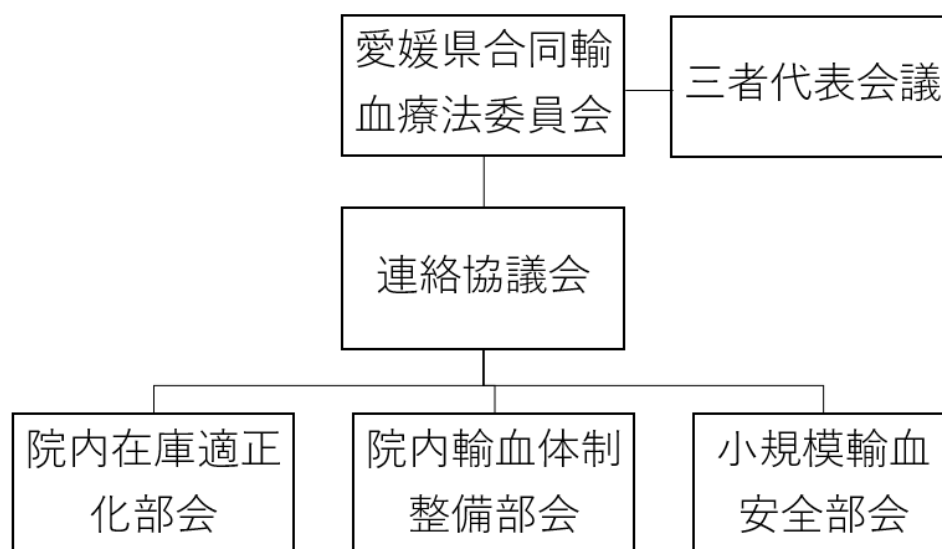 愛媛県合同輸
血療法委員会
三者代表会議
連絡協議会
院内在庫適正
化部会
院内輸血体制
整備部会
小規模輸血
安全部会